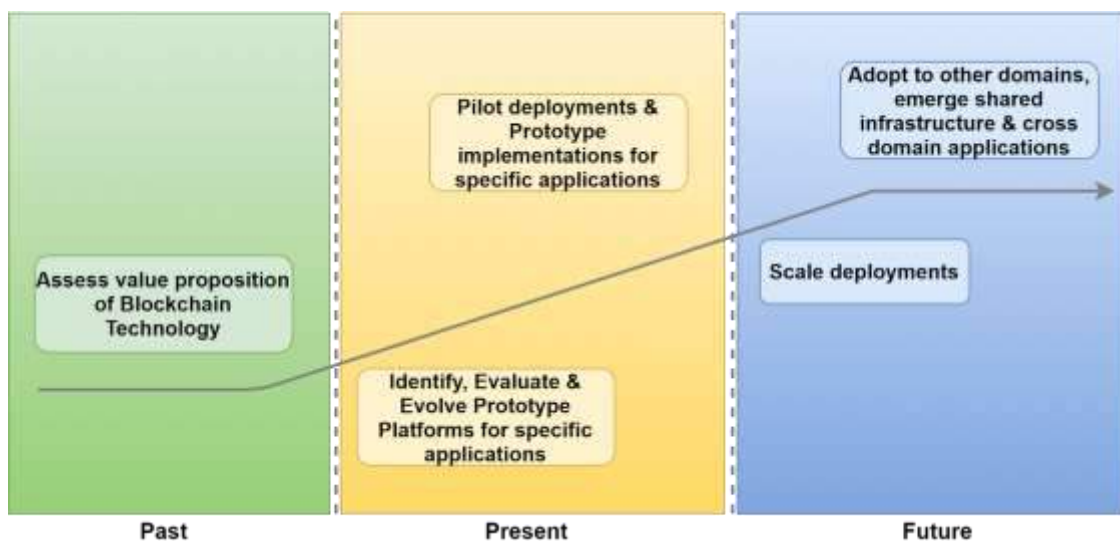 Assess value proposition
of Blockchain
Technology
Pilot deployments &
Prototype
implementations for
specific applications
Identify, Evaluate &
Evolve Prototype
Platforms for specific
applications
Adopt to other domains,
emerge shared
infrastructure & cross
domain applications
Scale deployments
Past
Present
Future